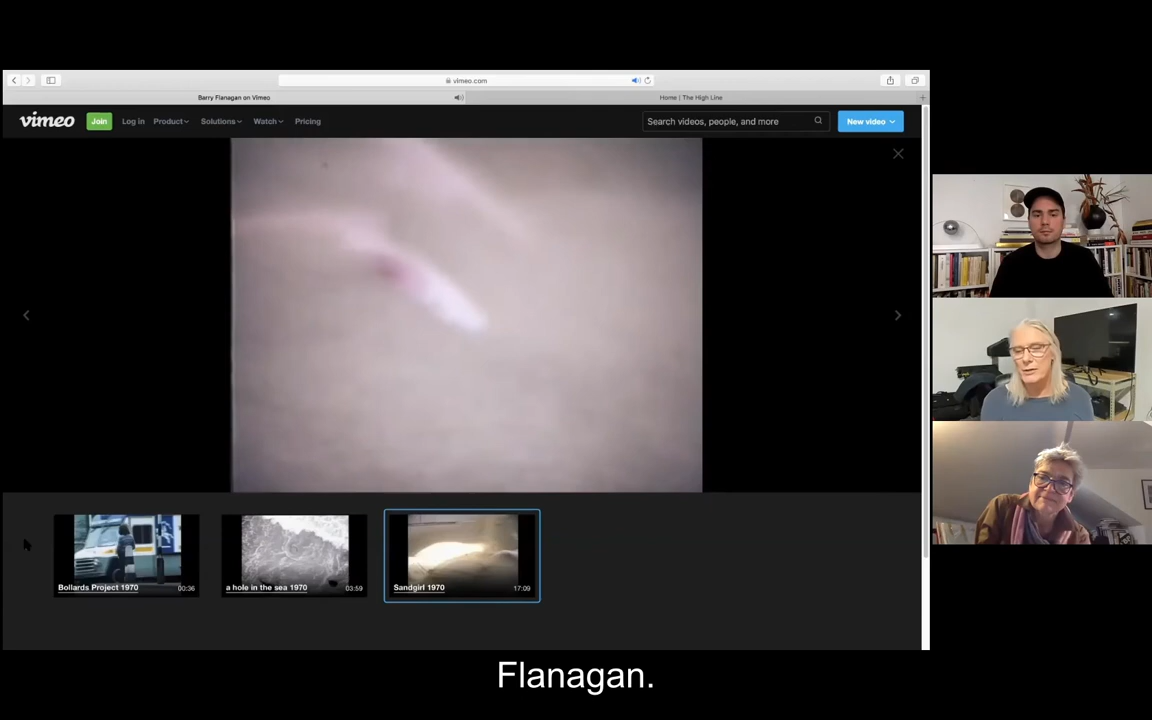 vimeo.com
Barry Flanagan on Vimeo
Home | The High Line
vimeo
Join
Log in
Product
Solutions
Watch
Pricing
Search videos, people, and more
New video
Bollards Project 1970
00:36
a hole in the sea 1970
03:59
Sandgirl 1970
17:09
Flanagan.